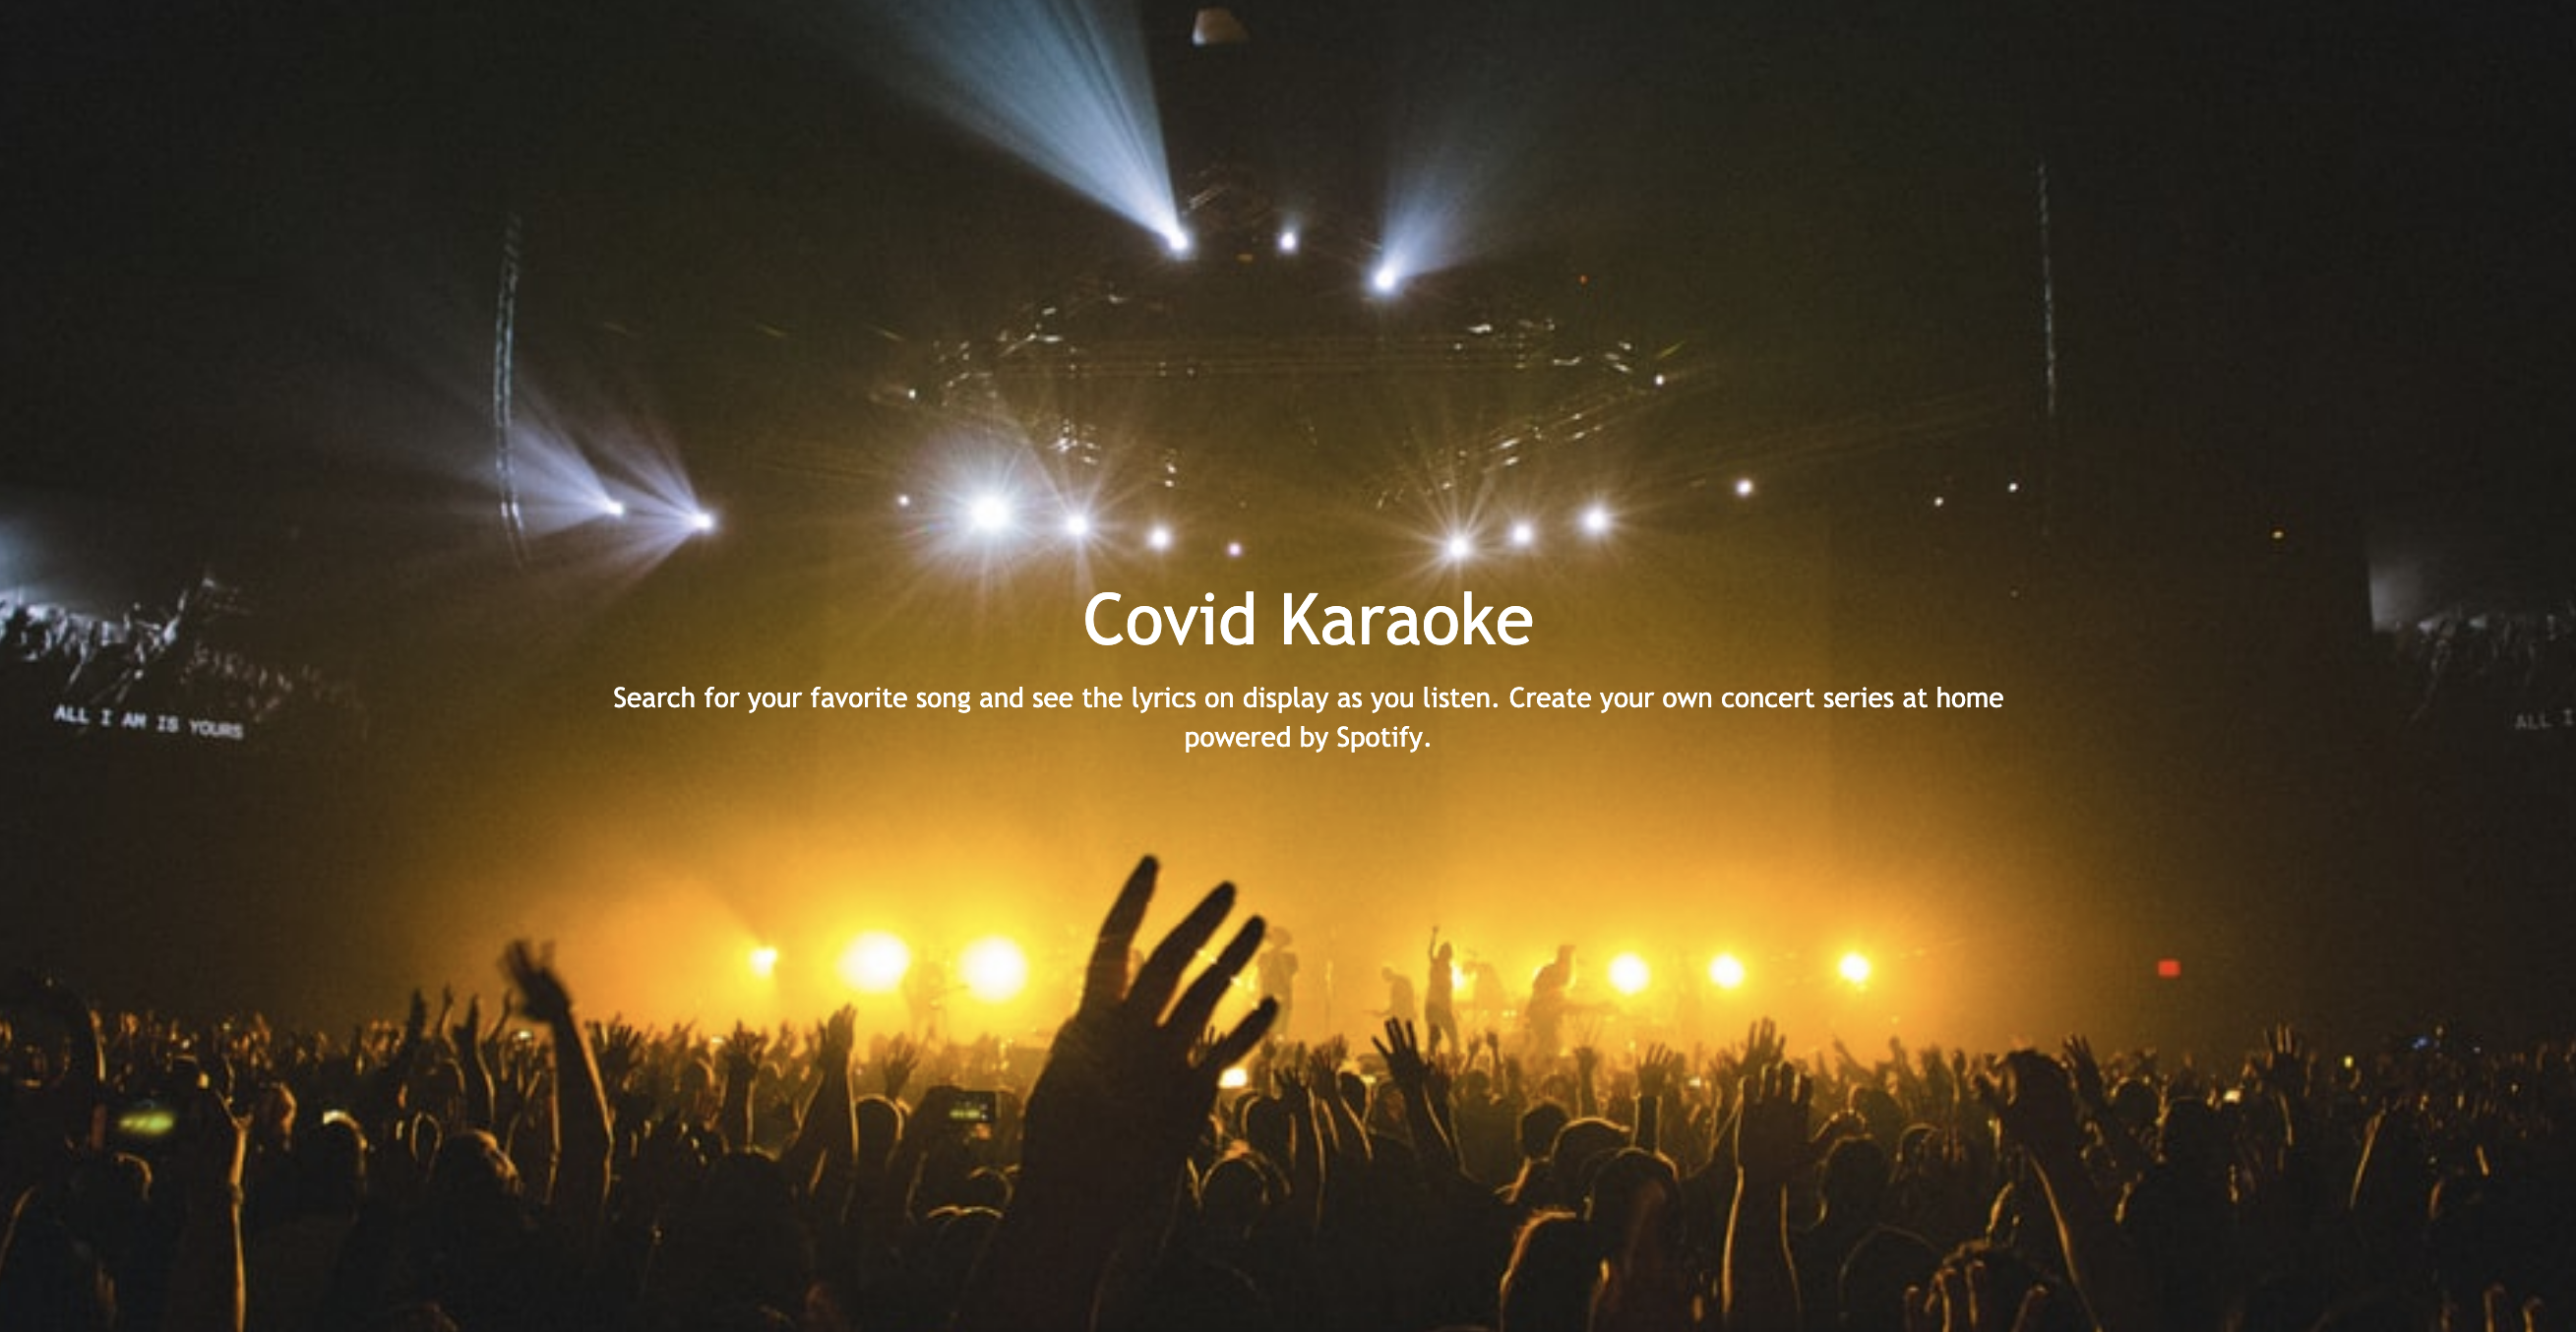 Covid Karaoke
Search for your favorite song and see the lyrics on display as you listen. Create your own concert series at home
powered by Spotify.
ALL I AM IS YOURS
ALL I